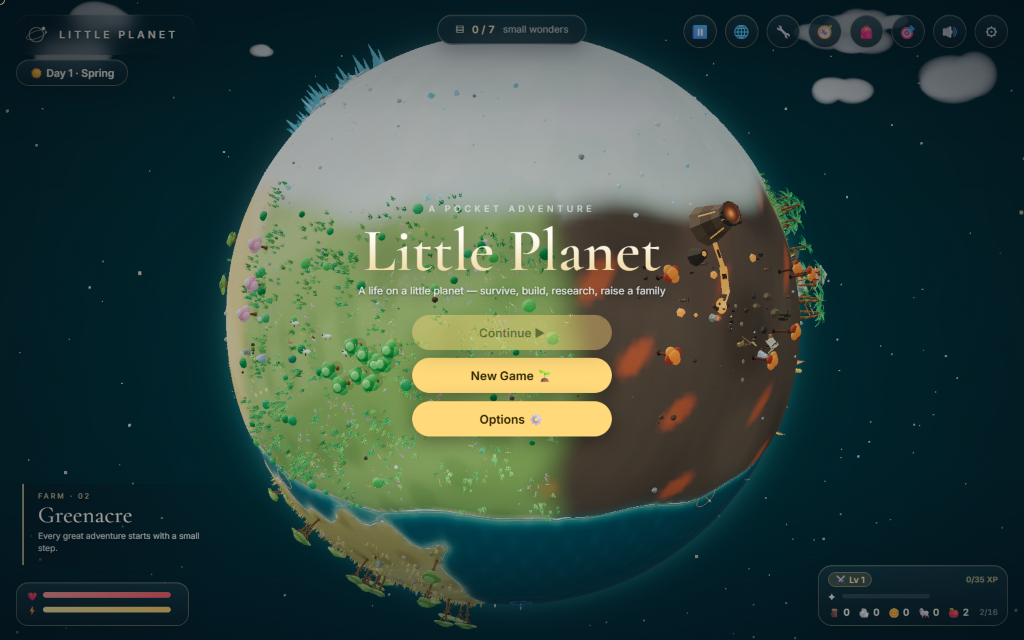 LITTLE PLANET
0 / 7 small wonders
Day 1 · Spring
A POCKET ADVENTURE
Little Planet
A life on a little planet — survive, build, research, raise a family
Continue ▶
New Game
Options
FARM · 02
Greenacre
Every great adventure starts with a small
step.
Lv 1
0/35 XP
0 0 0 0 2 2/16